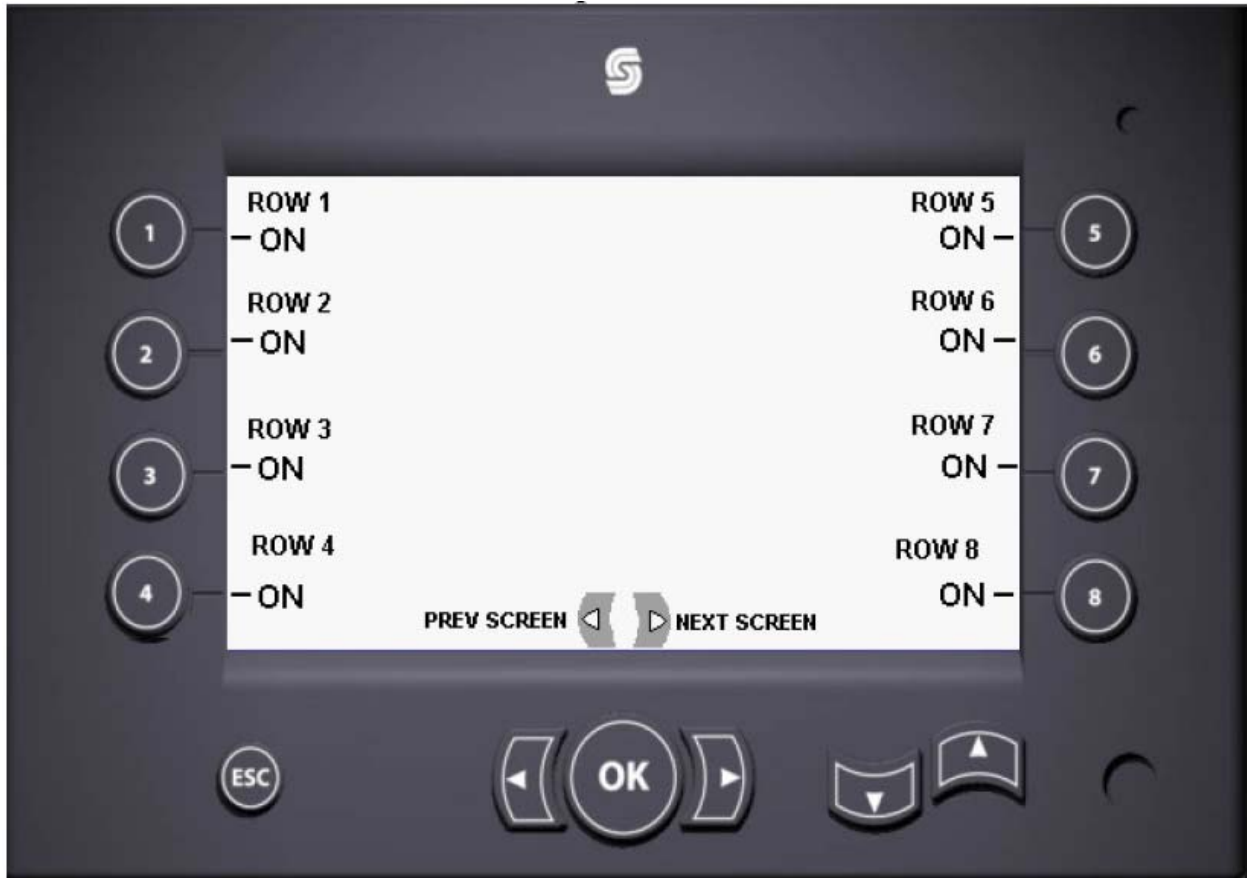 ROW 1
ON
ROW 2
ON
ROW 3
ON
ROW 4
ON
ROW 5
ON
ROW 6
ON
ROW 7
ON
ROW 8
ON
PREV SCREEN
NEXT SCREEN
1
2
3
4
5
6
7
8
ESC
OK